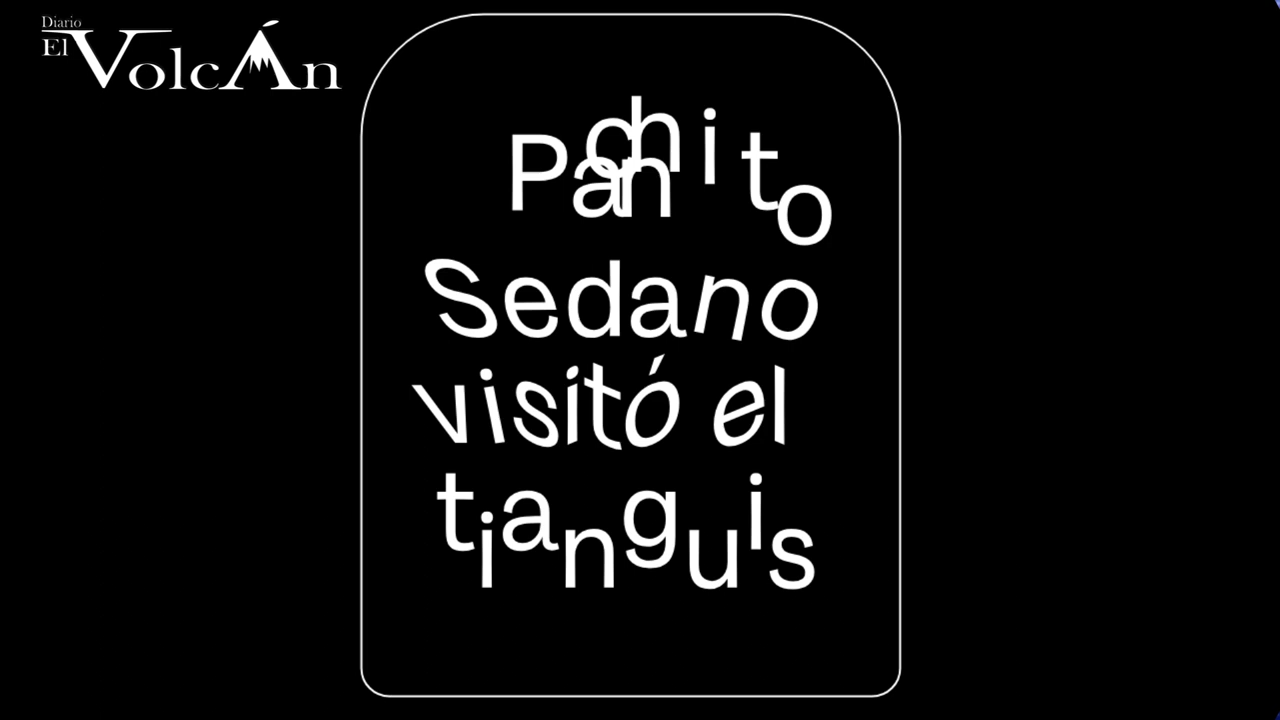 Diario
El Volcán
Panchito
Sedano
visitó el
tianguis